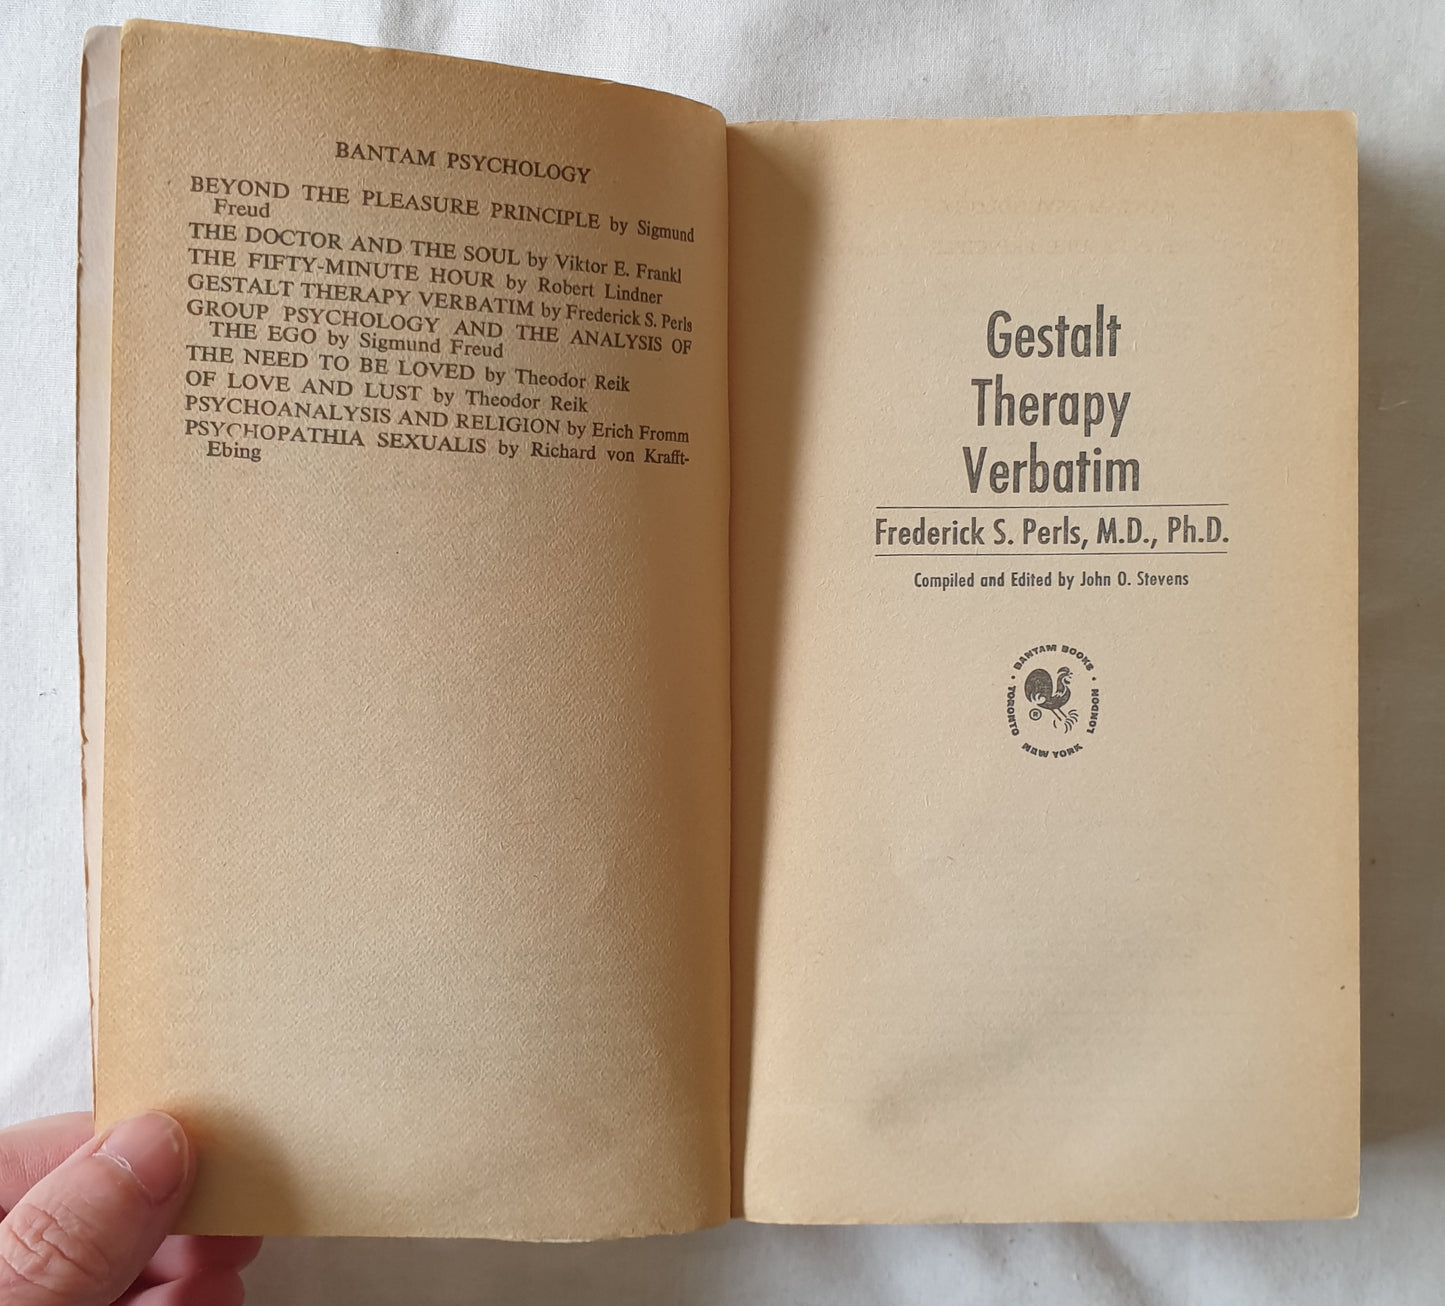 BANTAM PSYCHOLOGY
BEYOND THE PLEASURE PRINCIPLE by Sigmund
Freud
THE DOCTOR AND THE SOUL by Viktor E. Frankl
THE FIFTY-MINUTE HOUR by Robert Lindner
GESTALT THERAPY VERBATIM by Frederick S. Perls
GROUP PSYCHOLOGY AND THE ANALYSIS OF
THE EGO by Sigmund Freud
THE NEED TO BE LOVED by Theodor Reik
OF LOVE AND LUST by Theodor Reik
PSYCHOANALYSIS AND RELIGION by Erich Fromm
PSYCHOPATHIA SEXUALIS by Richard von Krafft-
Ebing
Gestalt
Therapy
Verbatim
Frederick S. Perls, M.D., Ph.D.
Compiled and Edited by John O. Stevens
BANTAM BOOKS
TORONTO • NEW YORK • LONDON
®